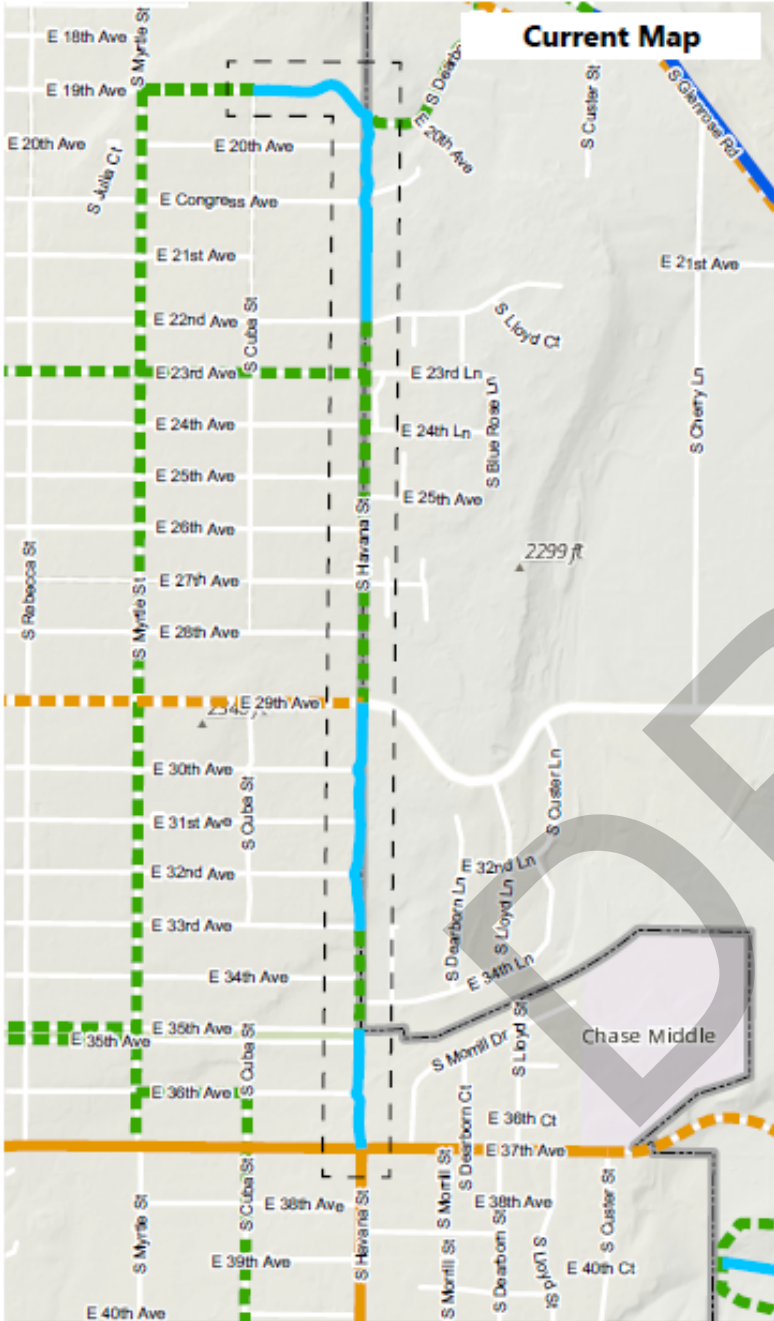 Current Map
E 18th Ave
S Myrtle St
S Custer St
S Glenrose Rd
E 19th Ave
E 20th Ave
E 20th Ave
E 20th Ave
S Julia Ct
E Congress Ave
E 21st Ave
E 21st Ave
E 22nd Ave
S Cuba St
S Lloyd Ct
E 23rd Ave
E 23rd Ln
S Cherry Ln
E 24th Ave
E 24th Ln
S Blue Rose Ln
E 25th Ave
E 25th Ave
E 26th Ave
S Havana St
2299 ft
S Rebecca St
E 27th Ave
S Myrtle St
E 28th Ave
E 29th Ave
E 30th Ave
S Cuba St
S Custer Ln
E 31st Ave
E 32nd Ave
E 32nd Ln
S Dearborn Ln
S Lloyd Ln
E 33rd Ave
E 34th Ave
E 34th Ln
E 35th Ave
E 35th Ave
S Cuba St
S Morrill Dr
S Lloyd St
Chase Middle
E 36th Ave
S Dearborn Ct
E 36th Ct
E 37th Ave
S Myrtle St
S Cuba St
E 38th Ave
S Havana St
S Morrill St
E 38th Ave
S Custer St
E 39th Ave
S Morrill St
S Dearborn St
S Lloyd St
E 40th Ct
E 40th Ave